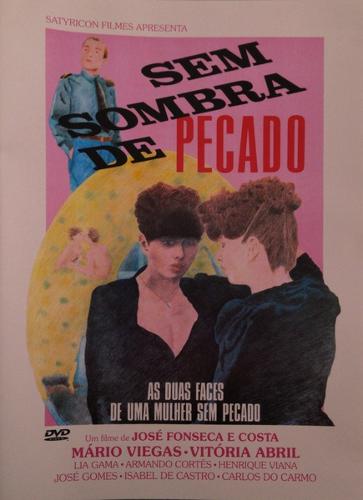 SATYRICON FILMES APRESENTA
SEM
SOMBRA
DE PECADO
AS DUAS FACES
DE UMA MULHER SEM PECADO
DVD
Um filme de JOSÉ FONSECA E COSTA
MÁRIO VIEGAS • VITÓRIA ABRIL
LIA GAMA • ARMANDO CORTÊS • HENRIQUE VIANA
JOSÉ GOMES • ISABEL DE CASTRO • CARLOS DO CARMO